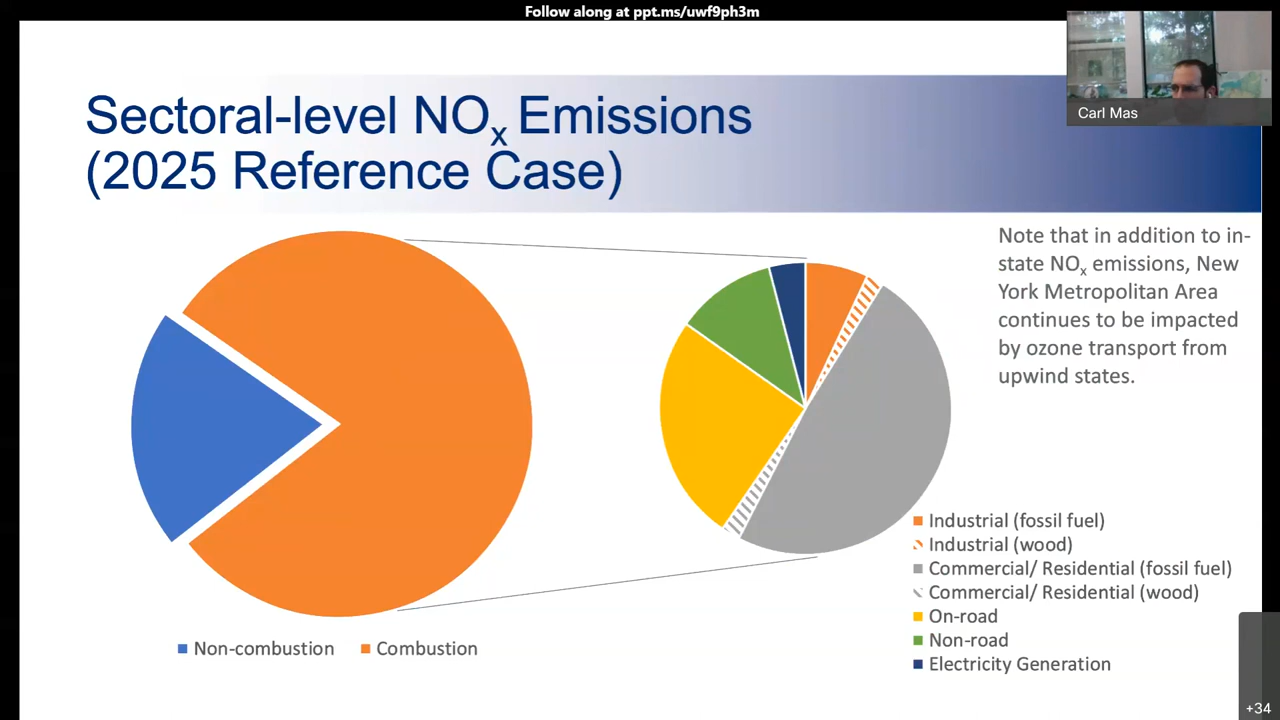 Follow along at ppt.ms/uwf9ph3m
Carl Mas
Sectoral-level NOx Emissions
(2025 Reference Case)
Note that in addition to in-
state NOx emissions, New
York Metropolitan Area
continues to be impacted
by ozone transport from
upwind states.
Industrial (fossil fuel)
Industrial (wood)
Commercial/ Residential (fossil fuel)
Commercial/ Residential (wood)
On-road
Non-road
Electricity Generation
Non-combustion Combustion
+34